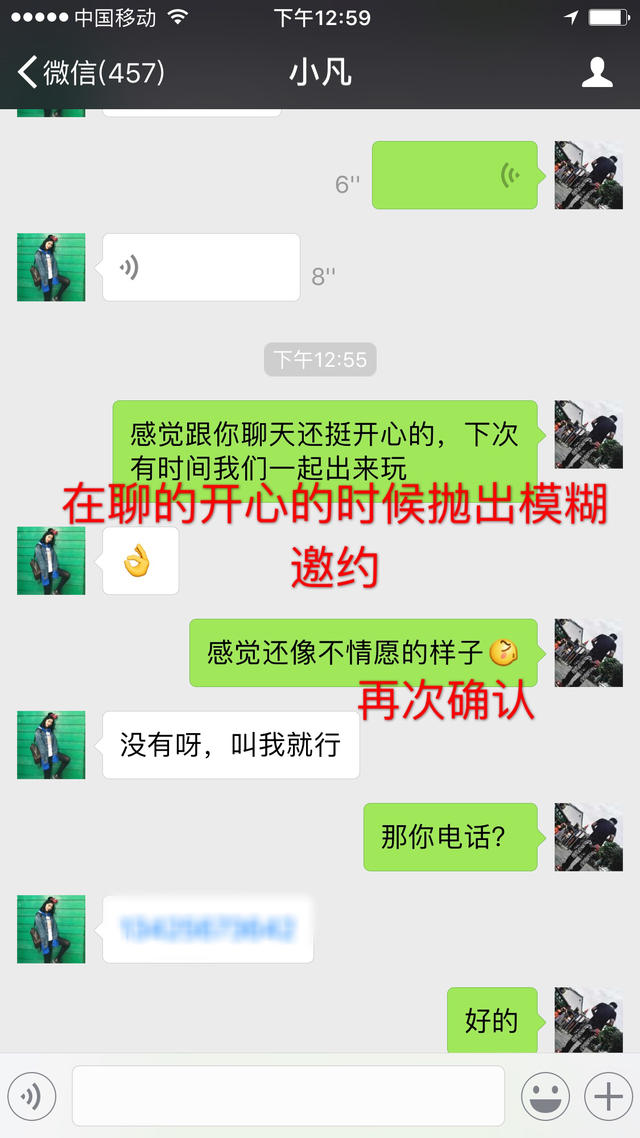 中国移动
下午12:59
微信(457)
小凡
6''
8''
下午12:55
感觉跟你聊天还挺开心的，下次
有时间我们一起出来玩
在聊的开心的时候抛出模糊
邀约
感觉还像不情愿的样子
再次确认
没有呀，叫我就行
那你电话？
好的